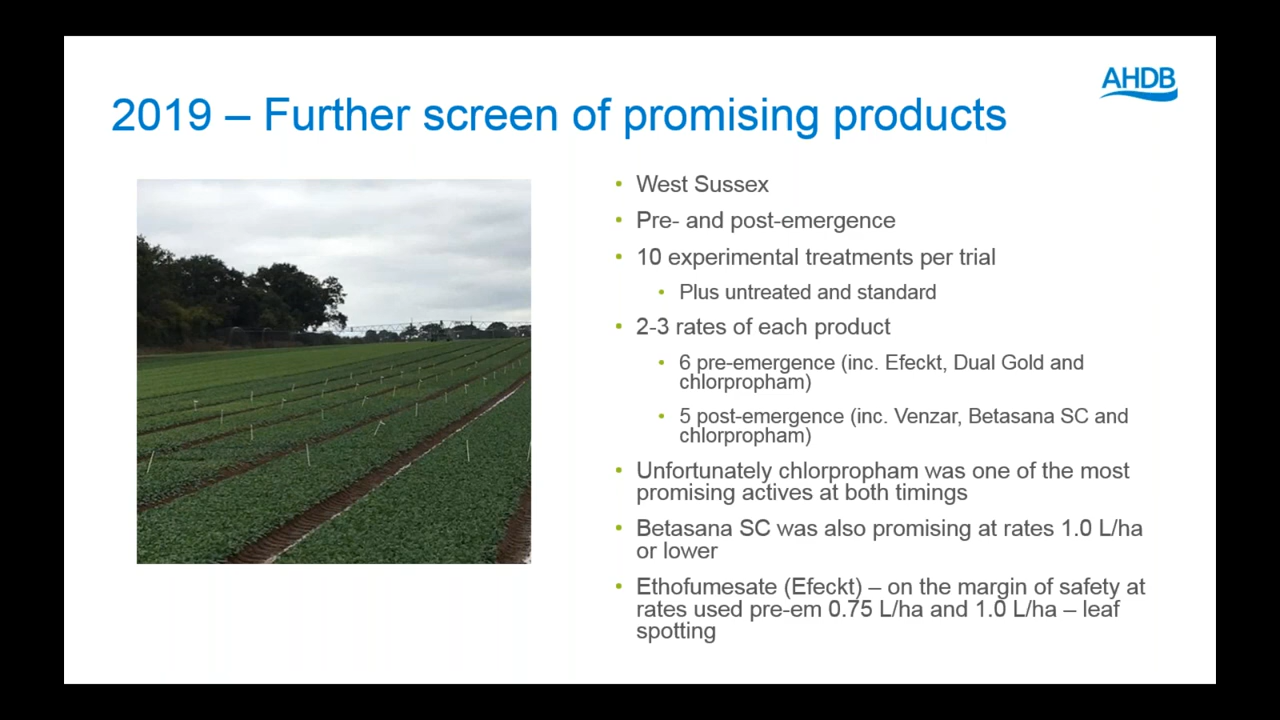 AHDB
2019 – Further screen of promising products
• West Sussex
• Pre- and post-emergence
• 10 experimental treatments per trial
• Plus untreated and standard
• 2-3 rates of each product
• 6 pre-emergence (inc. Efeckt, Dual Gold and
chlorpropham)
• 5 post-emergence (inc. Venzar, Betasana SC and
chlorpropham)
• Unfortunately chlorpropham was one of the most
promising actives at both timings
• Betasana SC was also promising at rates 1.0 L/ha
or lower
• Ethofumesate (Efeckt) – on the margin of safety at
rates used pre-em 0.75 L/ha and 1.0 L/ha – leaf
spotting